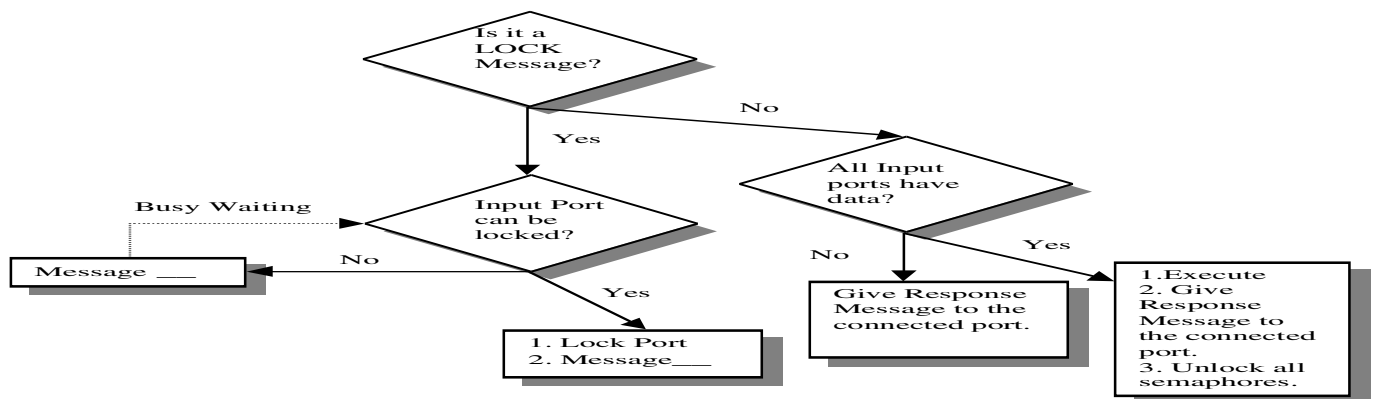 Is it a
LOCK
Message?
No
Yes
All Input
ports have
data?
Busy Waiting
Input Port
can be
locked?
No
Message ___
Yes
1. Lock Port
2. Message___
No
Yes
Give Response
Message to the
connected port.
1.Execute
2. Give
Response
Message to
the connected
port.
3. Unlock all
semaphores.